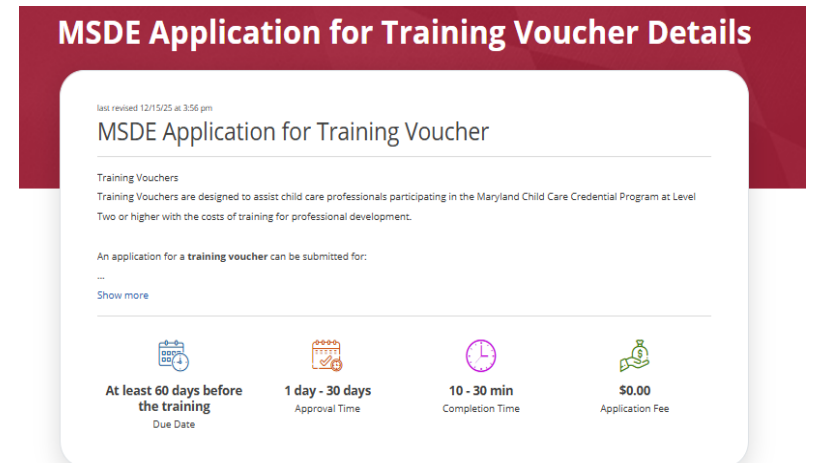 MSDE Application for Training Voucher Details
last revised 12/15/25 at 3:56 pm
MSDE Application for Training Voucher
Training Vouchers
Training Vouchers are designed to assist child care professionals participating in the Maryland Child Care Credential Program at Level
Two or higher with the costs of training for professional development.
An application for a training voucher can be submitted for:
...
Show more
At least 60 days before
the training
Due Date
1 day - 30 days
Approval Time
10 - 30 min
Completion Time
$0.00
Application Fee